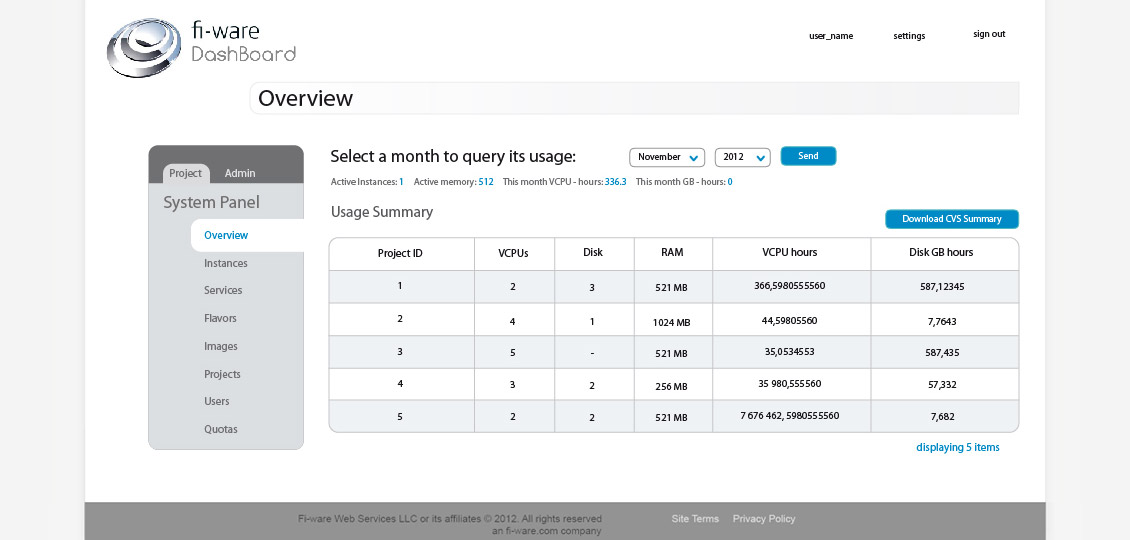 fi-ware
DashBoard
user_name settings sign out
Overview
Select a month to query its usage: November 2012 Send
Active Instances: 1 Active memory: 512 This month VCPU - hours: 336.3 This month GB - hours: 0
Project Admin
System Panel
Overview
Instances
Services
Flavors
Images
Projects
Users
Quotas
Usage Summary
Download CVS Summary
Project ID VCPUs Disk RAM VCPU hours Disk GB hours
1 2 3 521 MB 366,5980555560 587,12345
2 4 1 1024 MB 44,59805560 7,7643
3 5 - 521 MB 35,0534553 587,435
4 3 2 256 MB 35 980,555560 57,332
5 2 2 521 MB 7 676 462, 5980555560 7,682
displaying 5 items
Fi-ware Web Services LLC or its affiliates © 2012. All rights reserved
an fi-ware.com company
Site Terms Privacy Policy